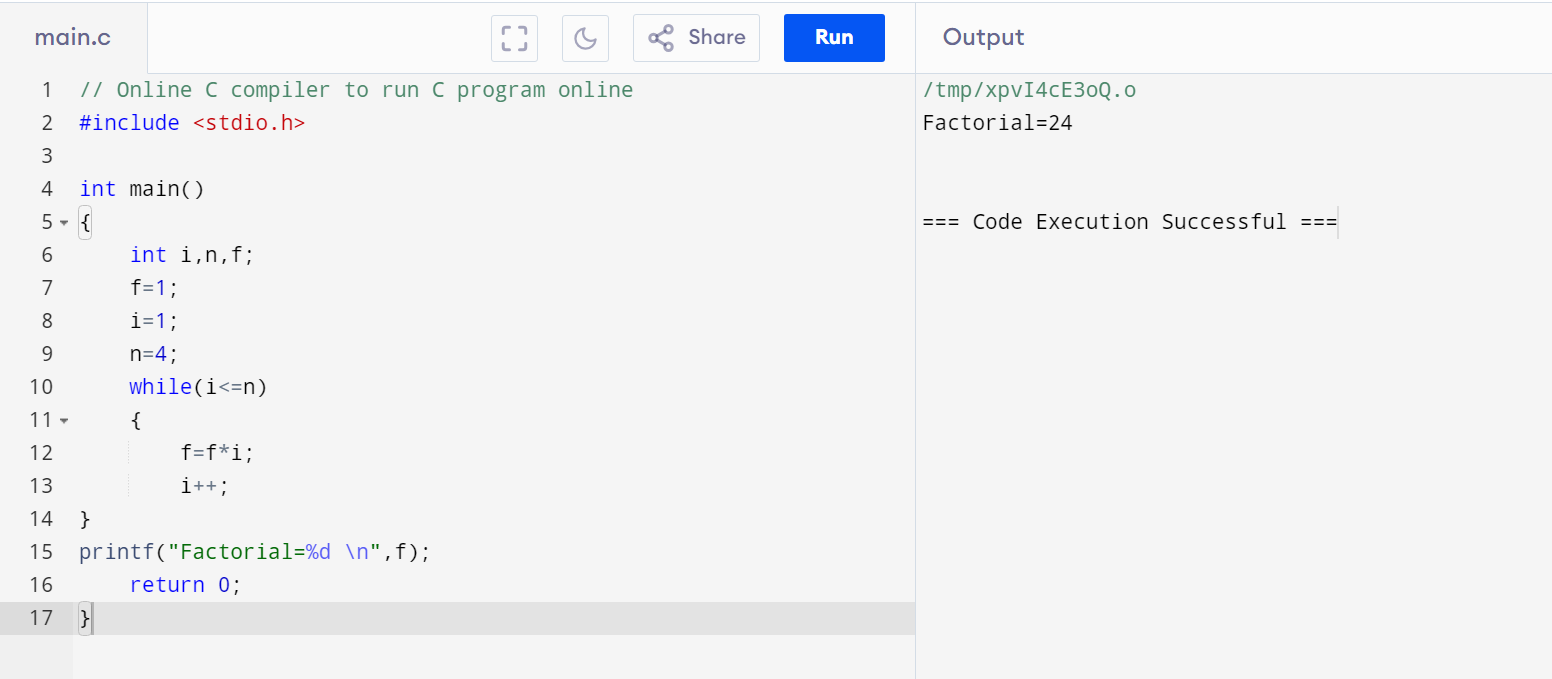 main.c
Share
Run
Output
1 // Online C compiler to run C program online
2 #include <stdio.h>
3
4 int main()
5 {
6     int i,n,f;
7     f=1;
8     i=1;
9     n=4;
10     while(i<=n)
11     {
12         f=f*i;
13         i++;
14 }
15 printf("Factorial=%d \n",f);
16     return 0;
17 }
/tmp/xpvI4cE3oQ.o
Factorial=24
=== Code Execution Successful ===